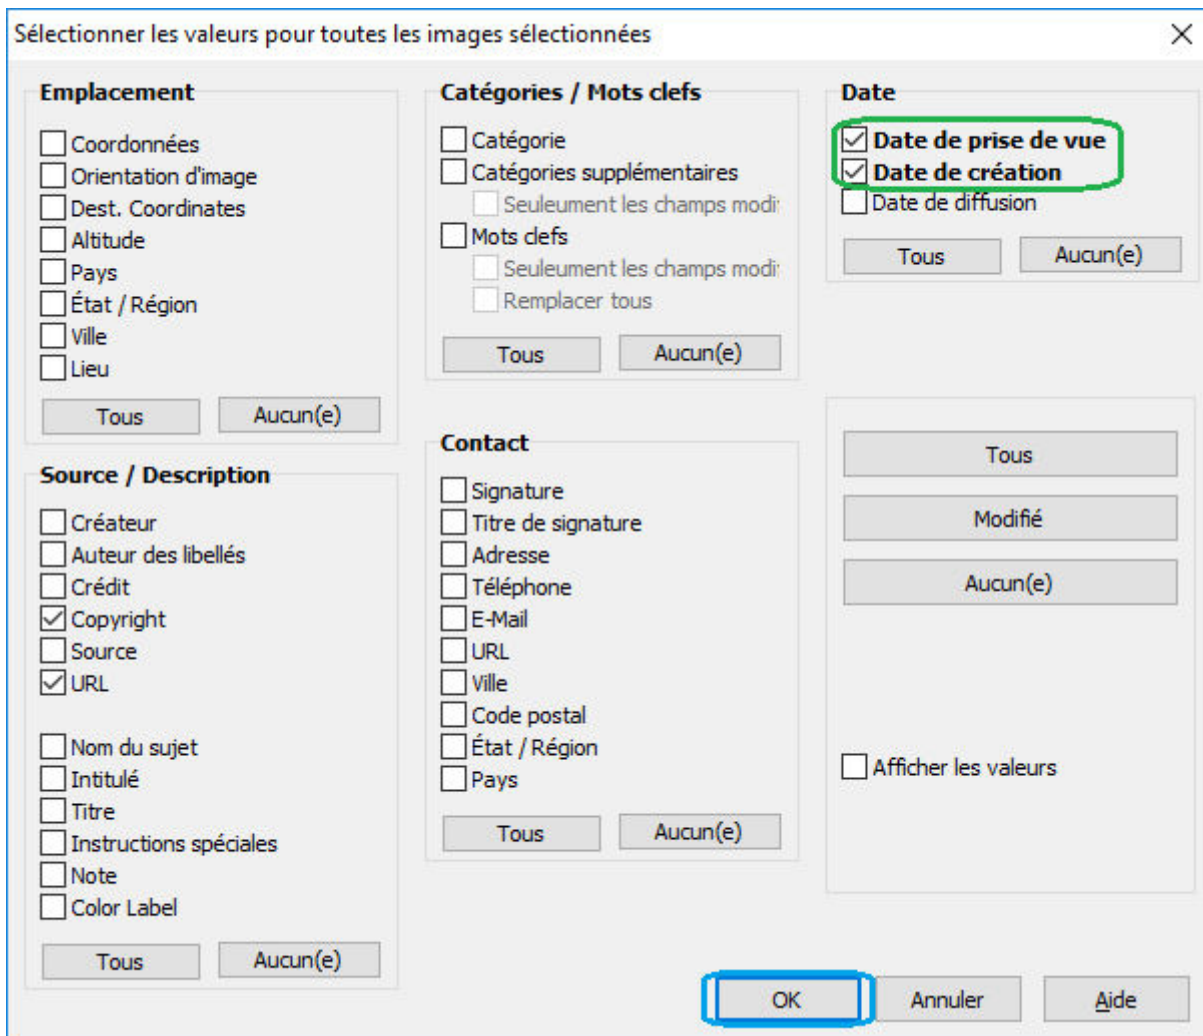 Sélectionner les valeurs pour toutes les images sélectionnées
Emplacement
Coordonnées
Orientation d'image
Dest. Coordinates
Altitude
Pays
État / Région
Ville
Lieu
Tous
Aucun(e)
Source / Description
Créateur
Auteur des libellés
Crédit
Copyright
Source
URL
Nom du sujet
Intitulé
Titre
Instructions spéciales
Note
Color Label
Tous
Aucun(e)
Catégories / Mots clefs
Catégorie
Catégories supplémentaires
Seuleument les champs modi
Mots clefs
Seuleument les champs modi
Remplacer tous
Tous
Aucun(e)
Contact
Signature
Titre de signature
Adresse
Téléphone
E-Mail
URL
Ville
Code postal
État / Région
Pays
Tous
Aucun(e)
Date
Date de prise de vue
Date de création
Date de diffusion
Tous
Aucun(e)
Tous
Modifié
Aucun(e)
Afficher les valeurs
OK
Annuler
Aide